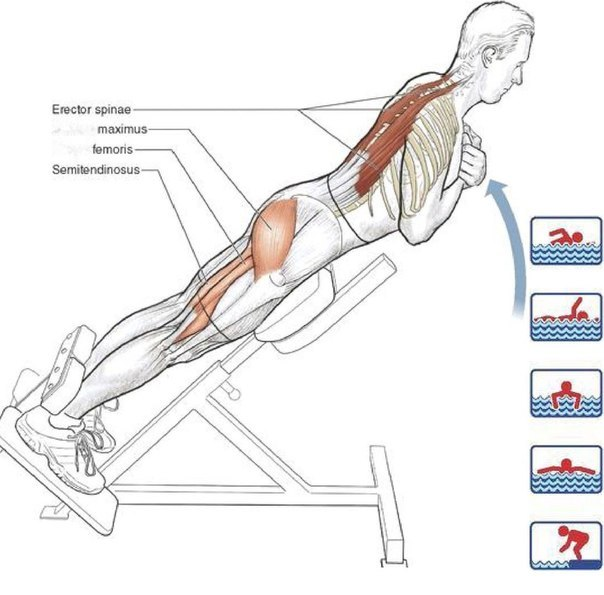 Erector spinae
maximus
femoris
Semitendinosus